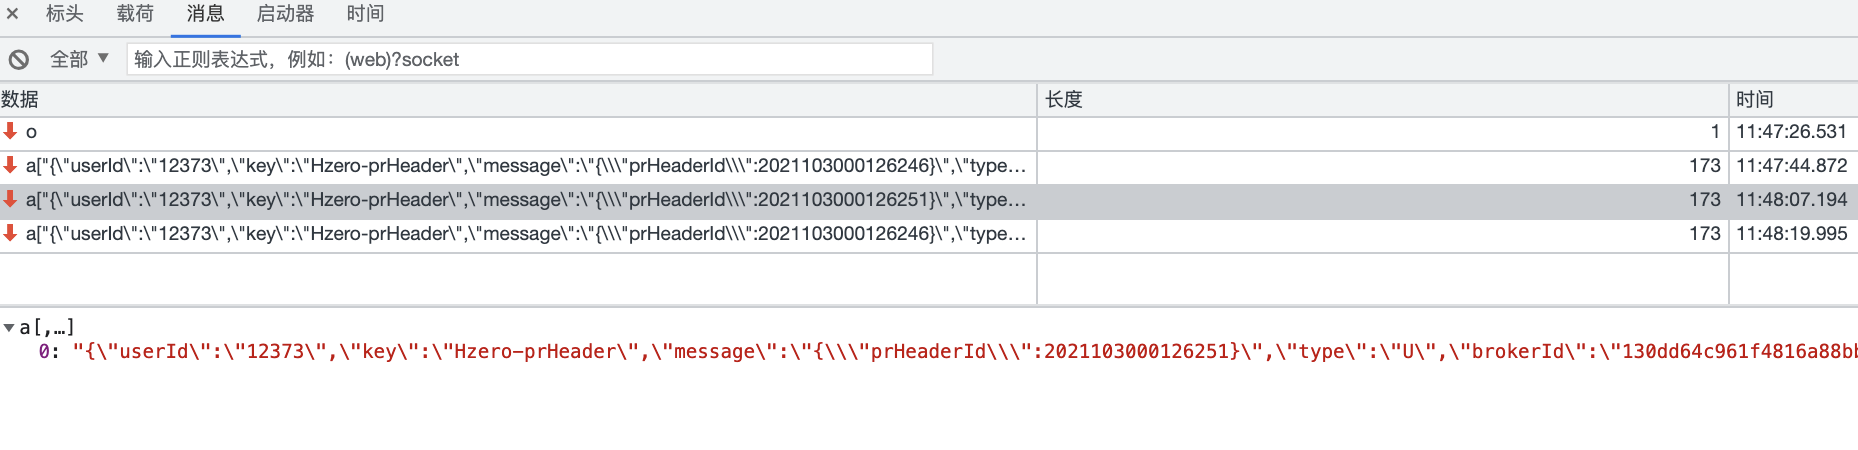 × 标头 载荷 消息 启动器 时间
全部 ▼ 输入正则表达式，例如：(web)?socket
数据 长度 时间
o 1 11:47:26.531
a["{\"userId\":\"12373\",\"key\":\"Hzero-prHeader\",\"message\":\"{\\\"prHeaderId\\\":2021103000126246}\",\"type… 173 11:47:44.872
a["{\"userId\":\"12373\",\"key\":\"Hzero-prHeader\",\"message\":\"{\\\"prHeaderId\\\":2021103000126251}\",\"type… 173 11:48:07.194
a["{\"userId\":\"12373\",\"key\":\"Hzero-prHeader\",\"message\":\"{\\\"prHeaderId\\\":2021103000126246}\",\"type… 173 11:48:19.995
▼a[,…]
0: "{\"userId\":\"12373\",\"key\":\"Hzero-prHeader\",\"message\":\"{\\\"prHeaderId\\\":2021103000126251}\",\"type\":\"U\",\"brokerId\":\"130dd64c961f4816a88bb